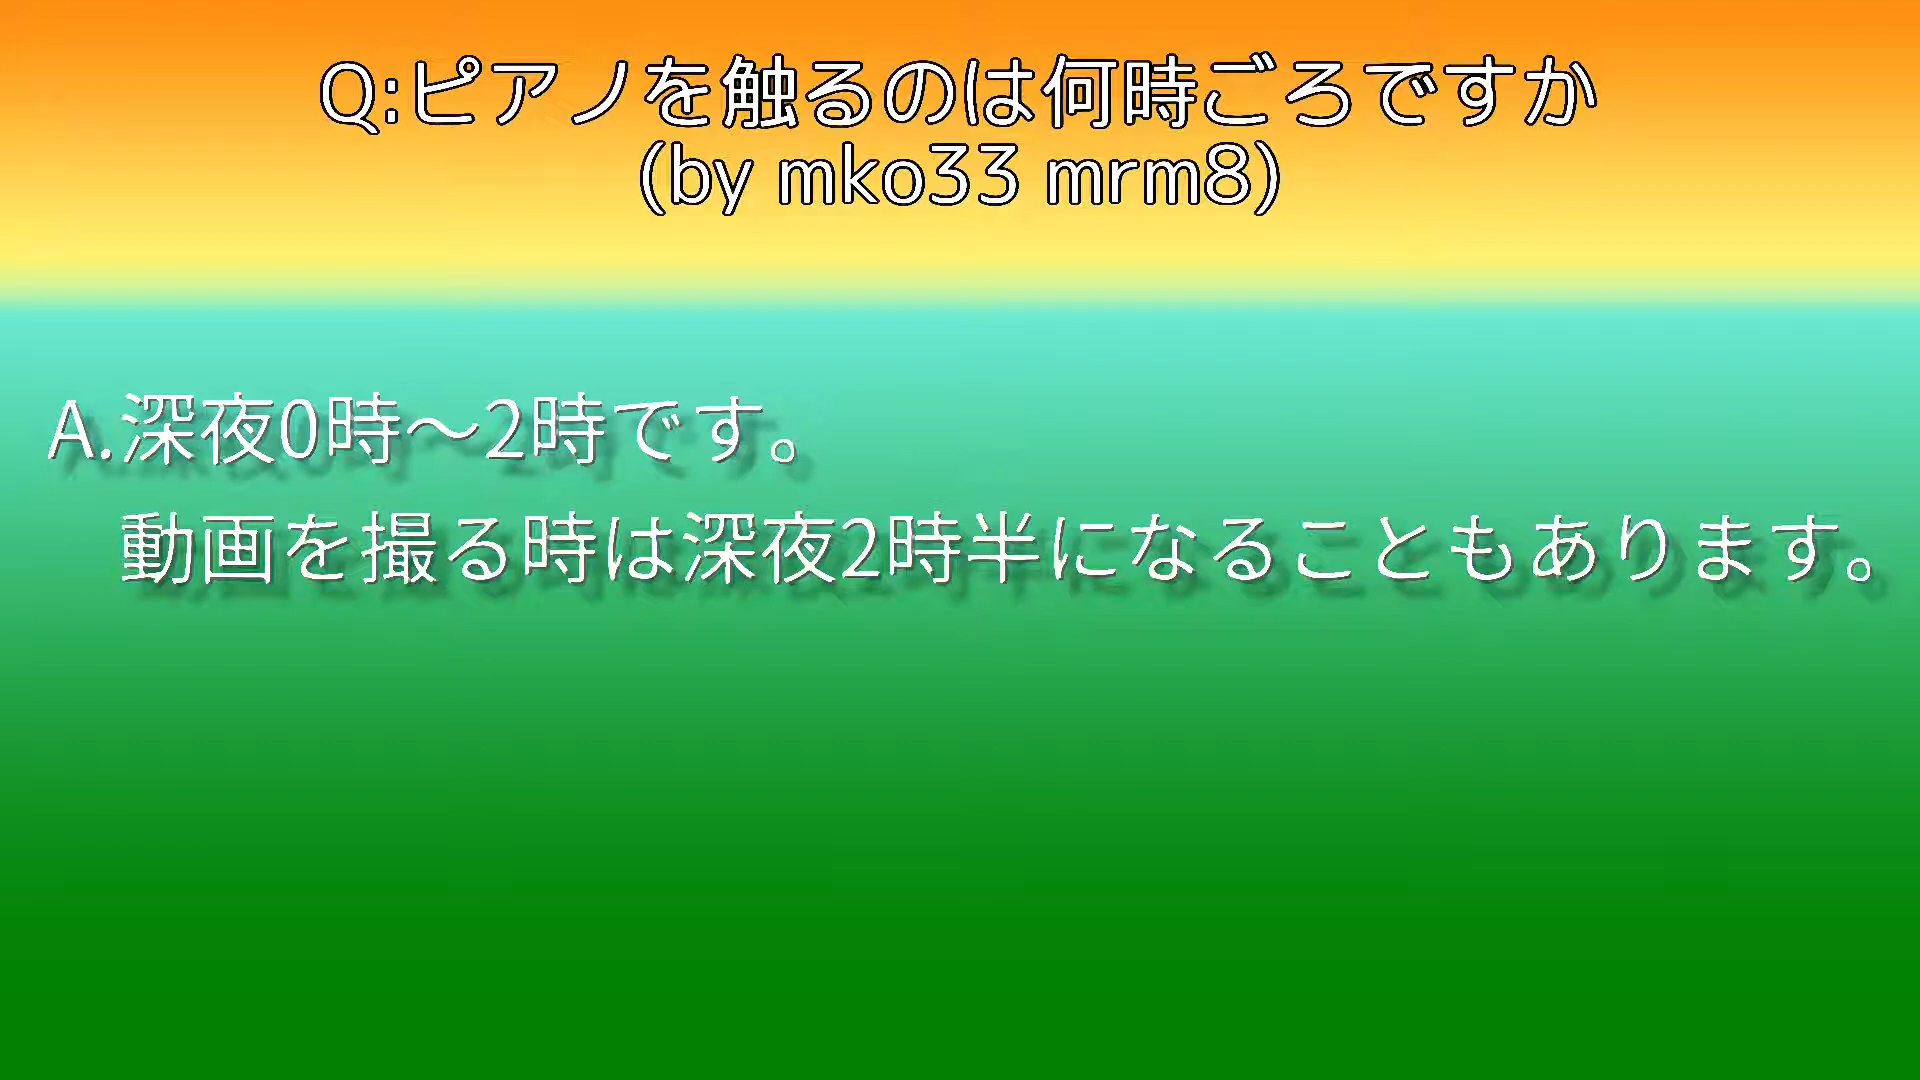 Q:ピアノを触るのは何時ごろですか
(by mko33 mrm8)
A.深夜0時～2時です。
動画を撮る時は深夜2時半になることもあります。